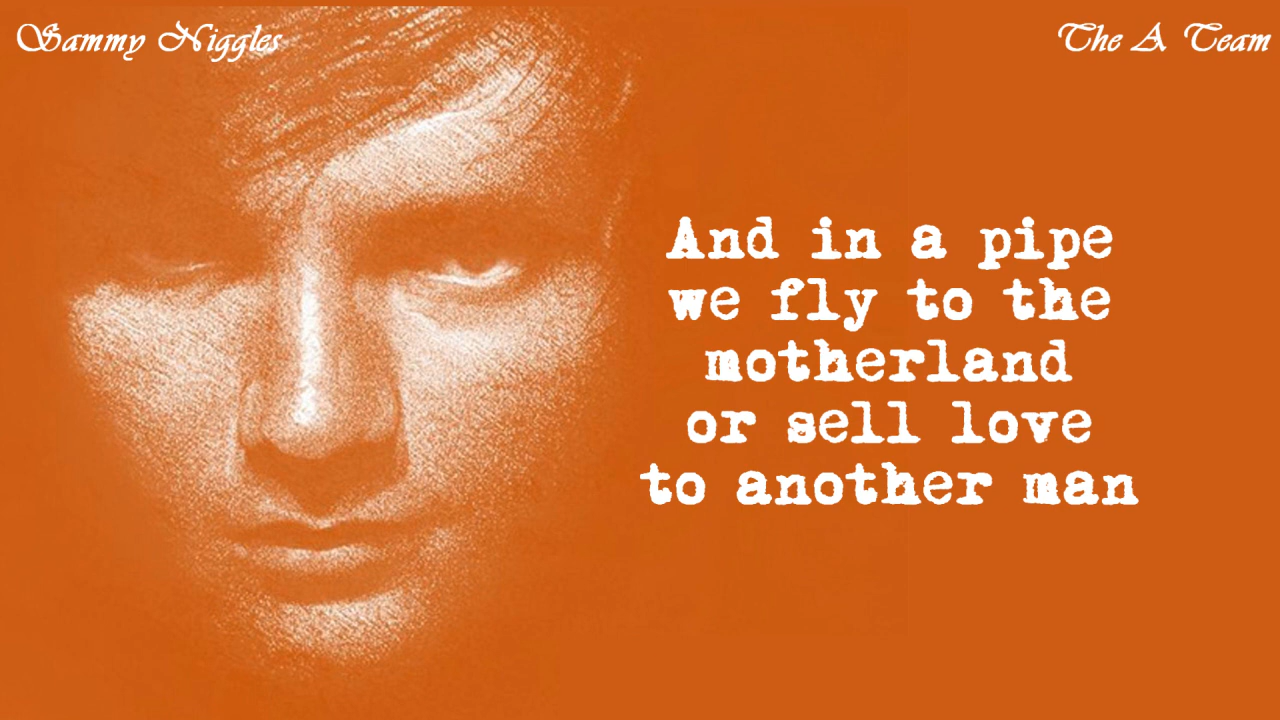 Sammy Niggles
The A Team
And in a pipe
we fly to the
motherland
or sell love
to another man